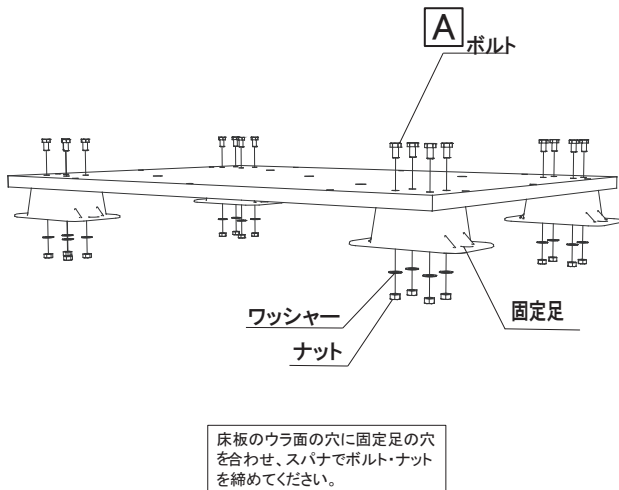 A
ボルト
固定足
ワッシャー
ナット
床板のウラ面の穴に固定足の穴
を合わせ、スパナでボルト・ナット
を締めてください。